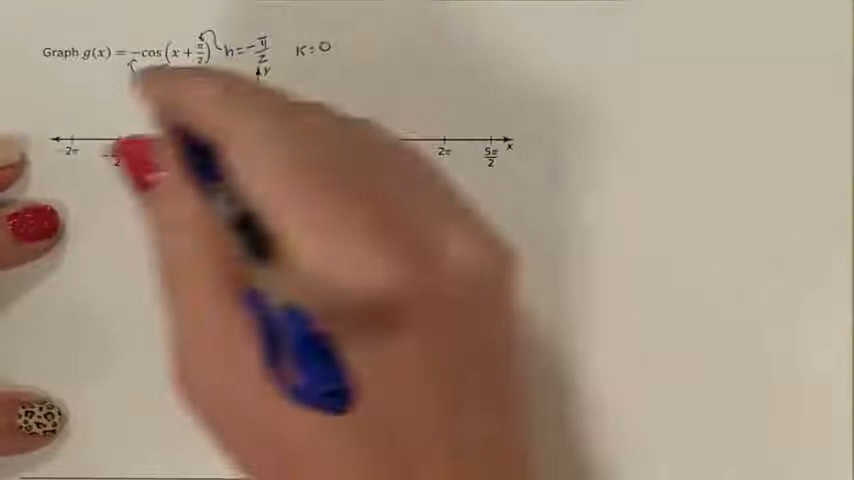 Graph g(x) = -cos(x + π/2) h = -π/2 K = 0
y
-2π 2π 5π/2 x